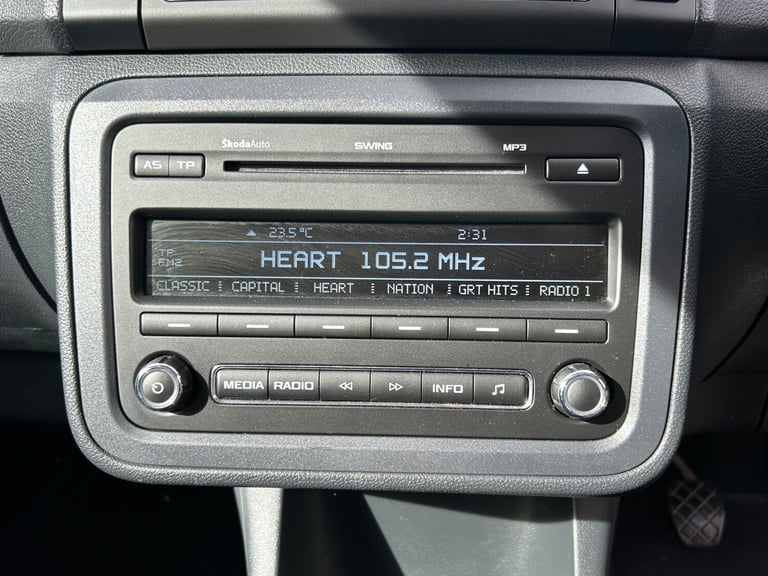 ŠkodaAuto SWING MP3
AS TP
23.5 °C 2:31
TP
FM2
HEART 105.2 MHz
CLASSIC CAPITAL HEART NATION GRT HITS RADIO 1
MEDIA RADIO INFO